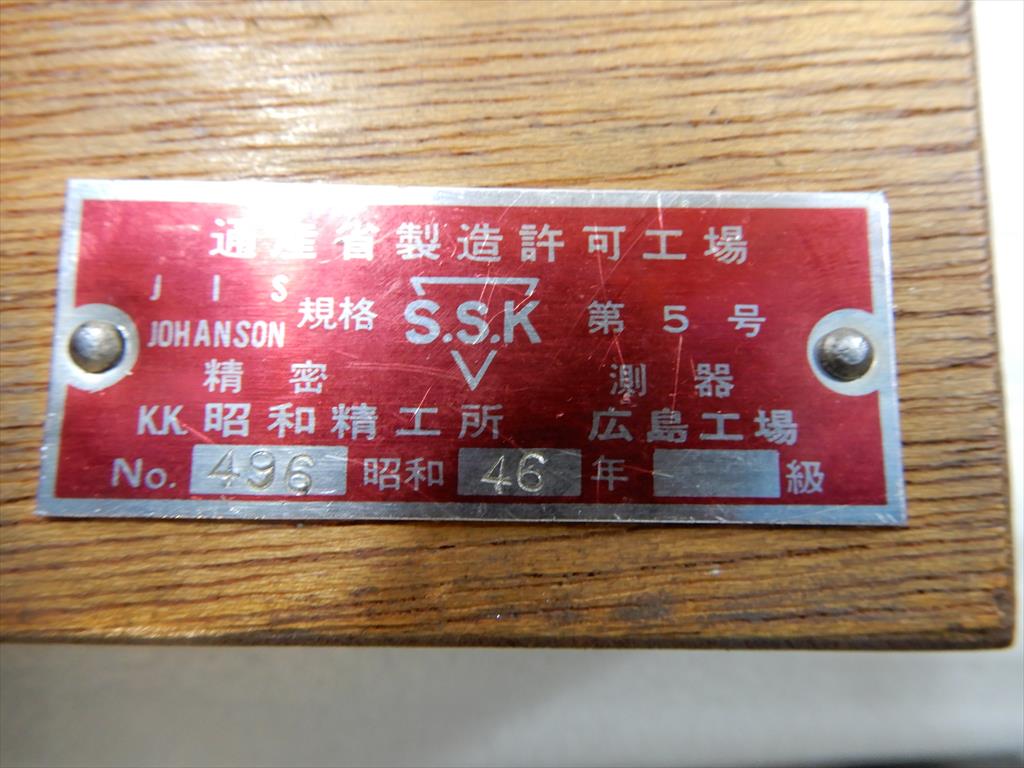 通産省製造許可工場
JIS
JOHANSON
規格
S.S.K
第5号
精密測器
KK.昭和精工所 広島工場
No. 496 昭和 46 年 級